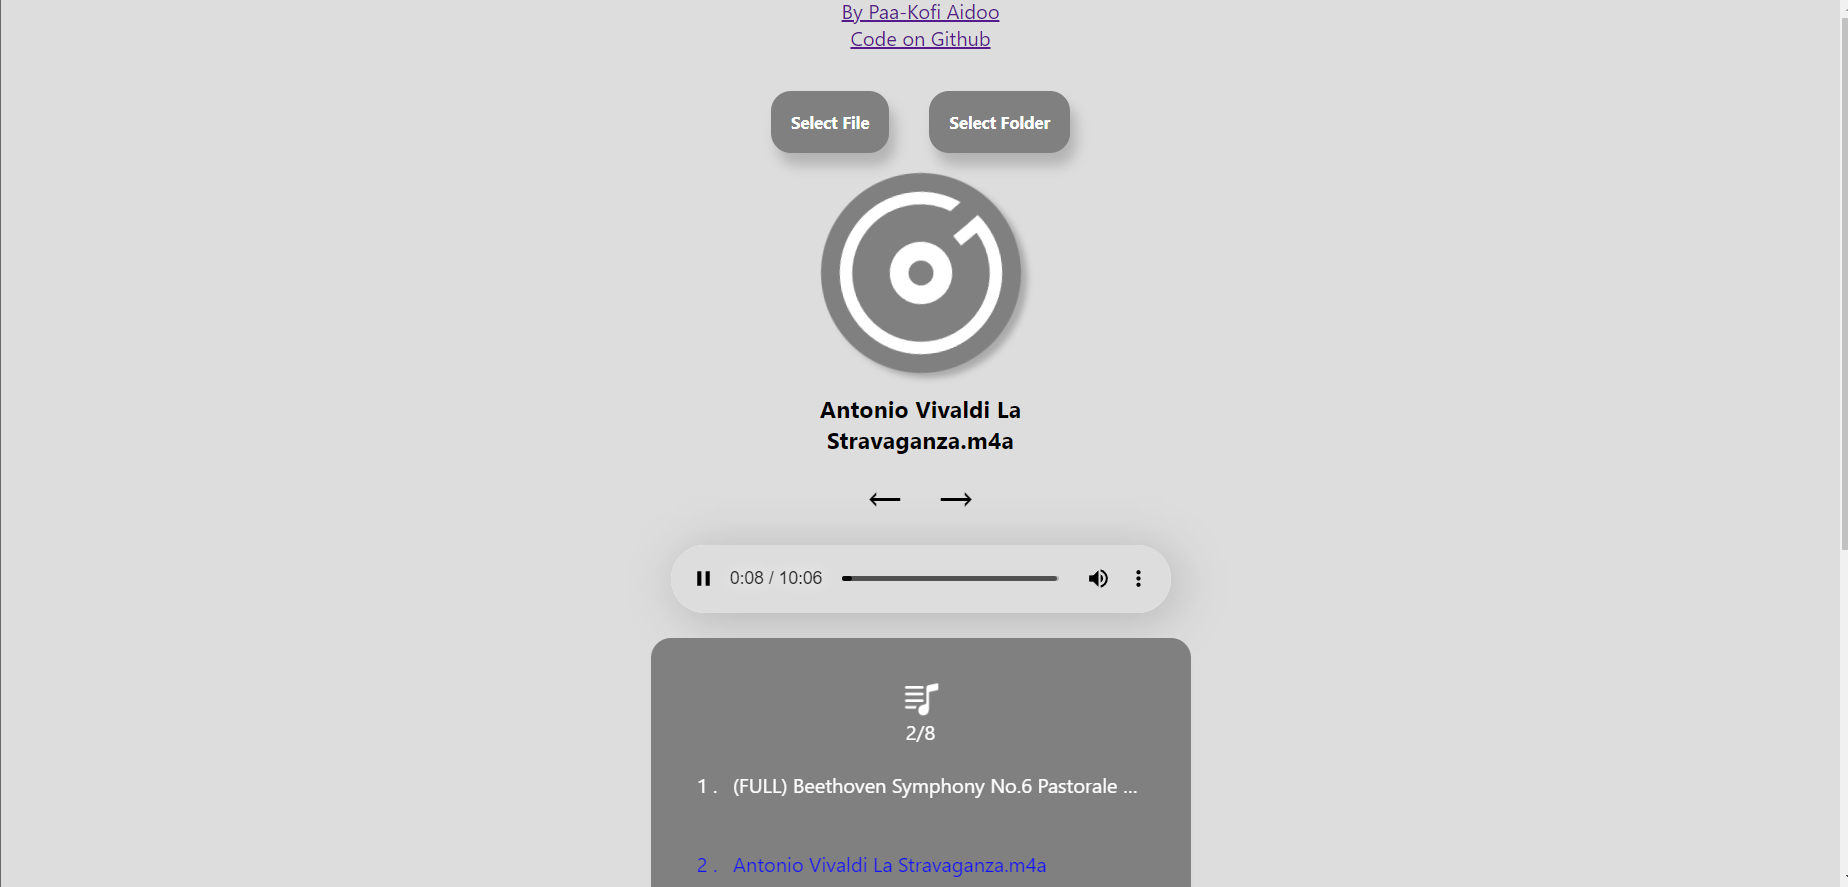 By Paa-Kofi Aidoo
Code on Github
Select File Select Folder
Antonio Vivaldi La
Stravaganza.m4a
0:08 / 10:06
2/8
1 . (FULL) Beethoven Symphony No.6 Pastorale ...
2 . Antonio Vivaldi La Stravaganza.m4a